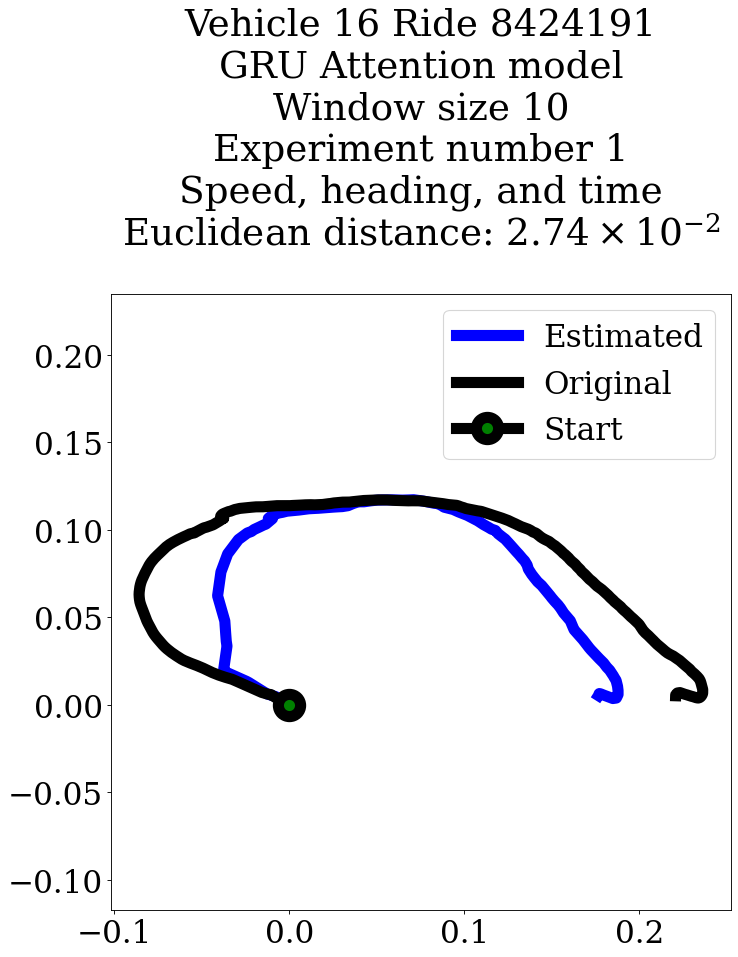 Vehicle 16 Ride 8424191
GRU Attention model
Window size 10
Experiment number 1
Speed, heading, and time
Euclidean distance: 2.74 × 10⁻²
Estimated
Original
Start
0.20
0.15
0.10
0.05
0.00
−0.05
−0.10
−0.1 0.0 0.1 0.2